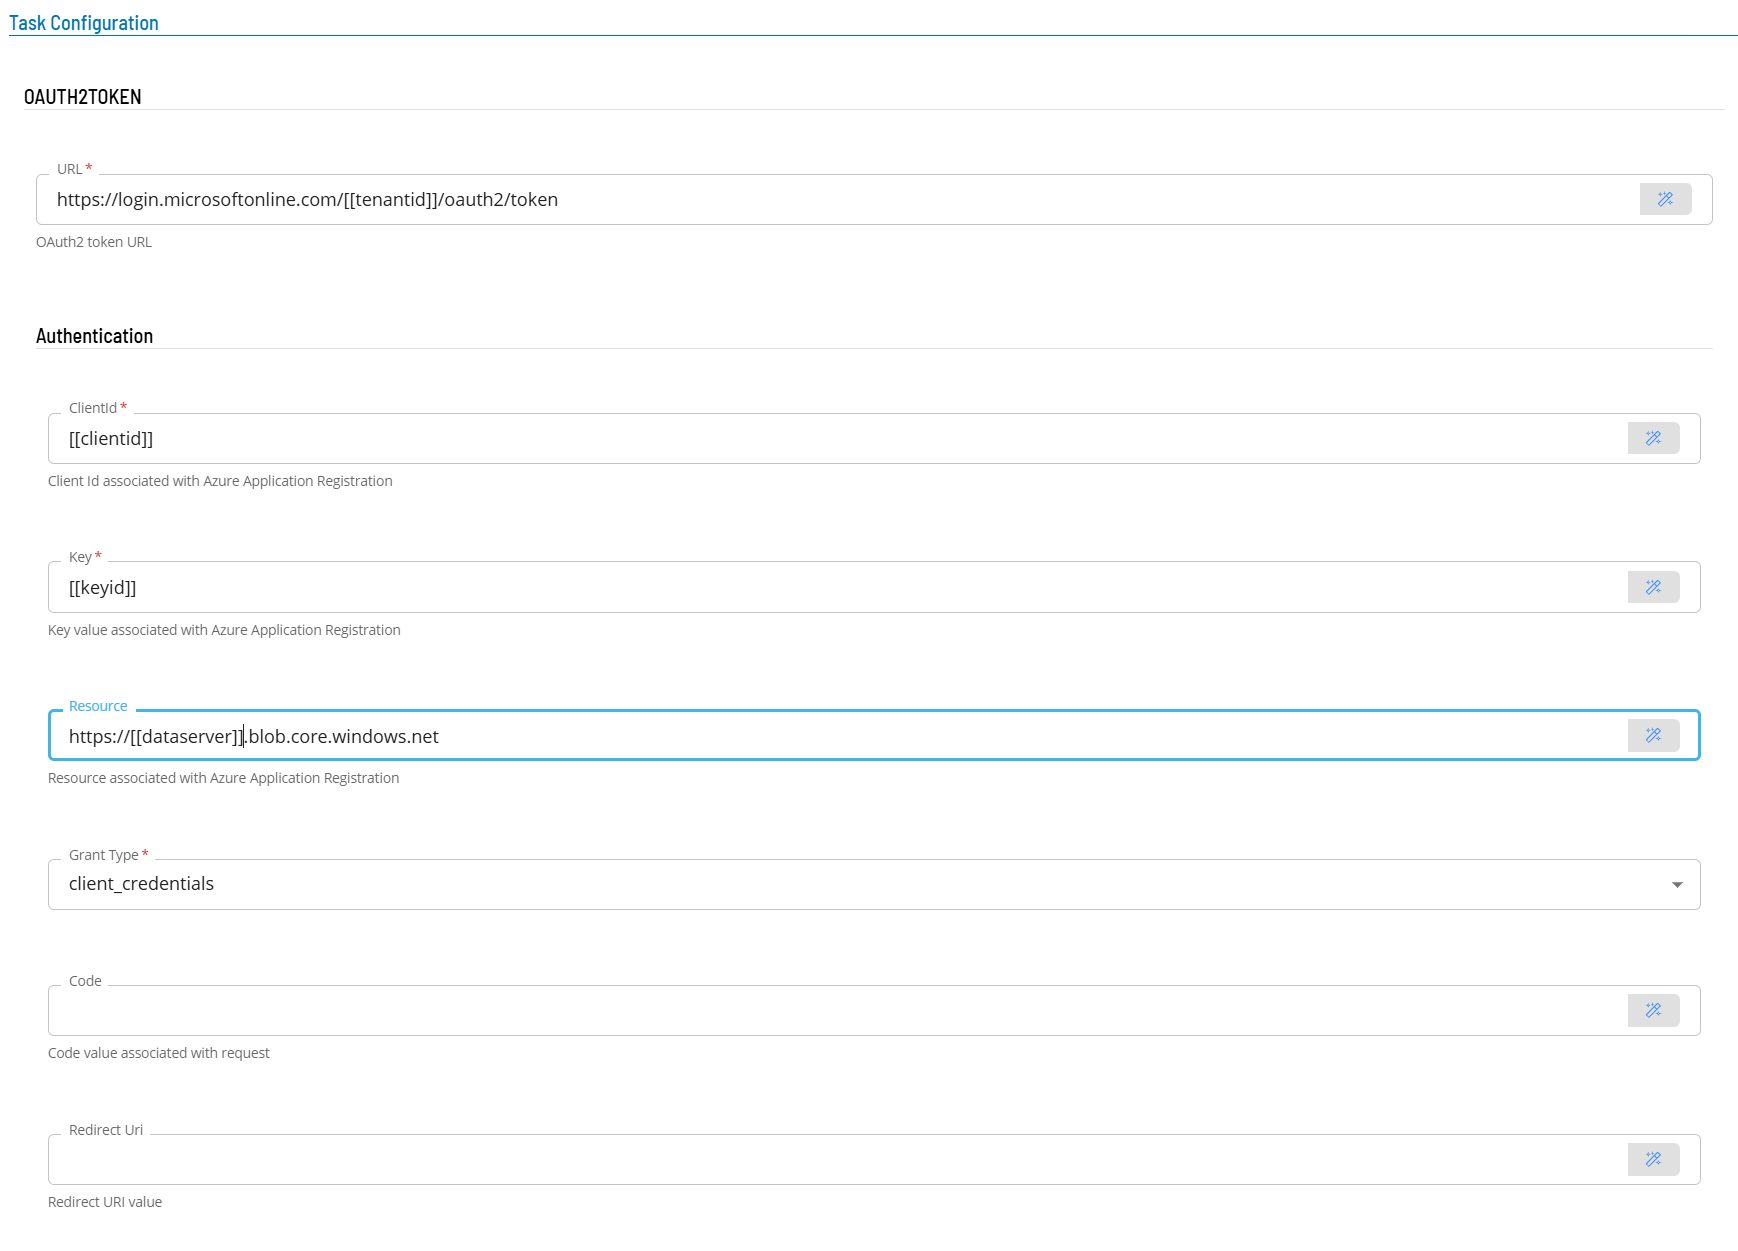 Task Configuration
OAUTH2TOKEN
URL *
https://login.microsoftonline.com/[[tenantid]]/oauth2/token
OAuth2 token URL
Authentication
ClientId *
[[clientid]]
Client Id associated with Azure Application Registration
Key *
[[keyid]]
Key value associated with Azure Application Registration
Resource
https://[[dataserver]].blob.core.windows.net
Resource associated with Azure Application Registration
Grant Type *
client_credentials
Code
Code value associated with request
Redirect Uri
Redirect URI value